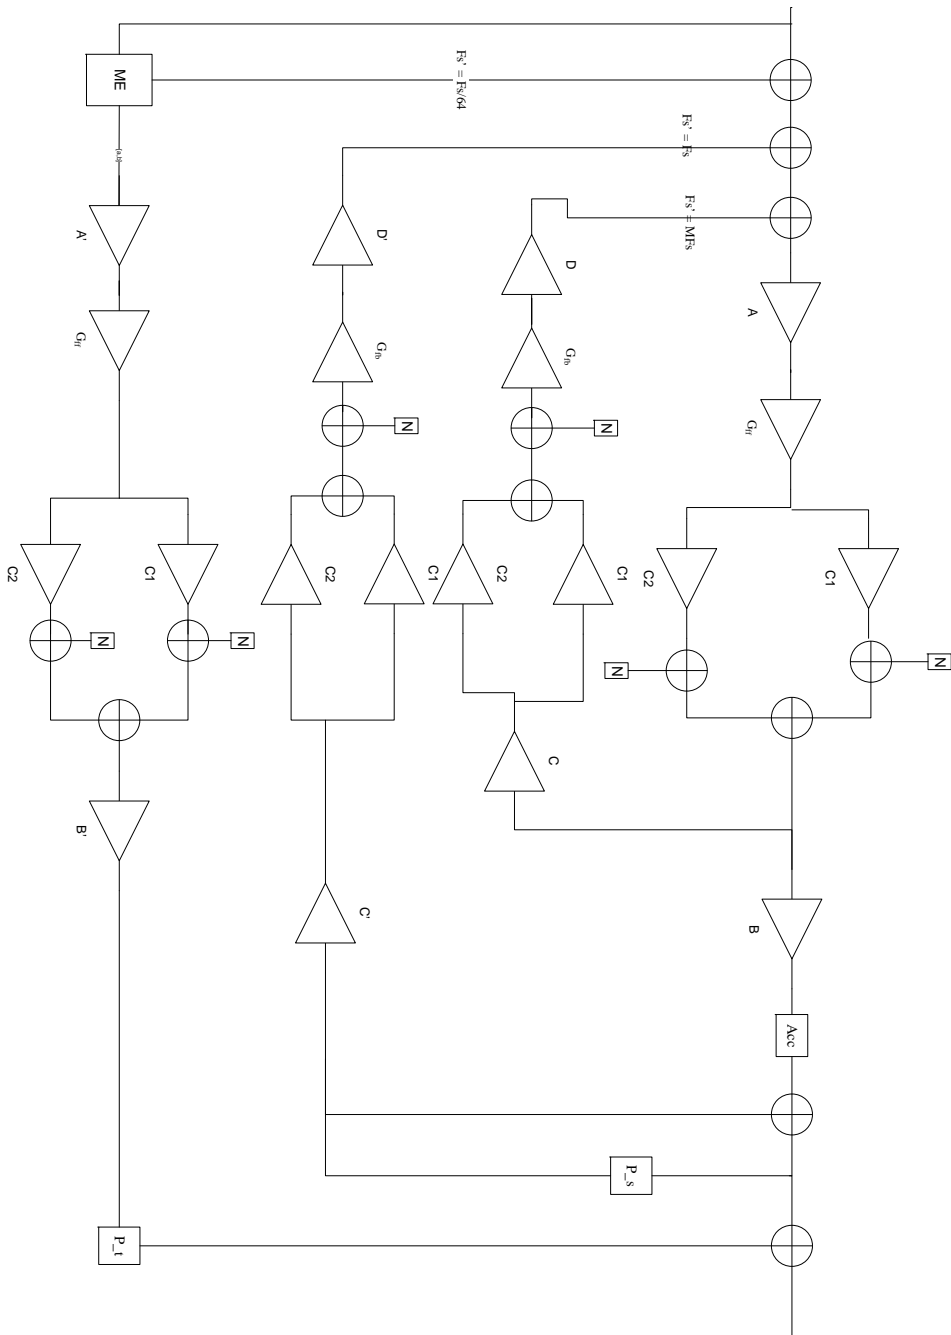 N
C1
Acc
A
Gff
B
Fs' = MFs
Fs' = Fs
C2
P_s
C1
N
N
D
Gfb
C
C2
Fs' = Fs/64
C1
N
D'
Gfb
C'
C2
N
C1
ME
P_t
N
A'
Gff
B'
C2